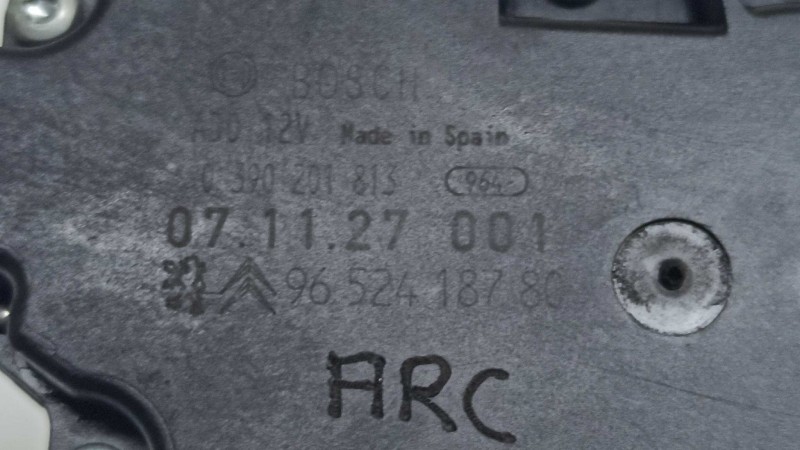 BOSCH
AJD 12V Made in Spain
0 390 201 813 964
07.11.27 001
96 524 187 80
ARC